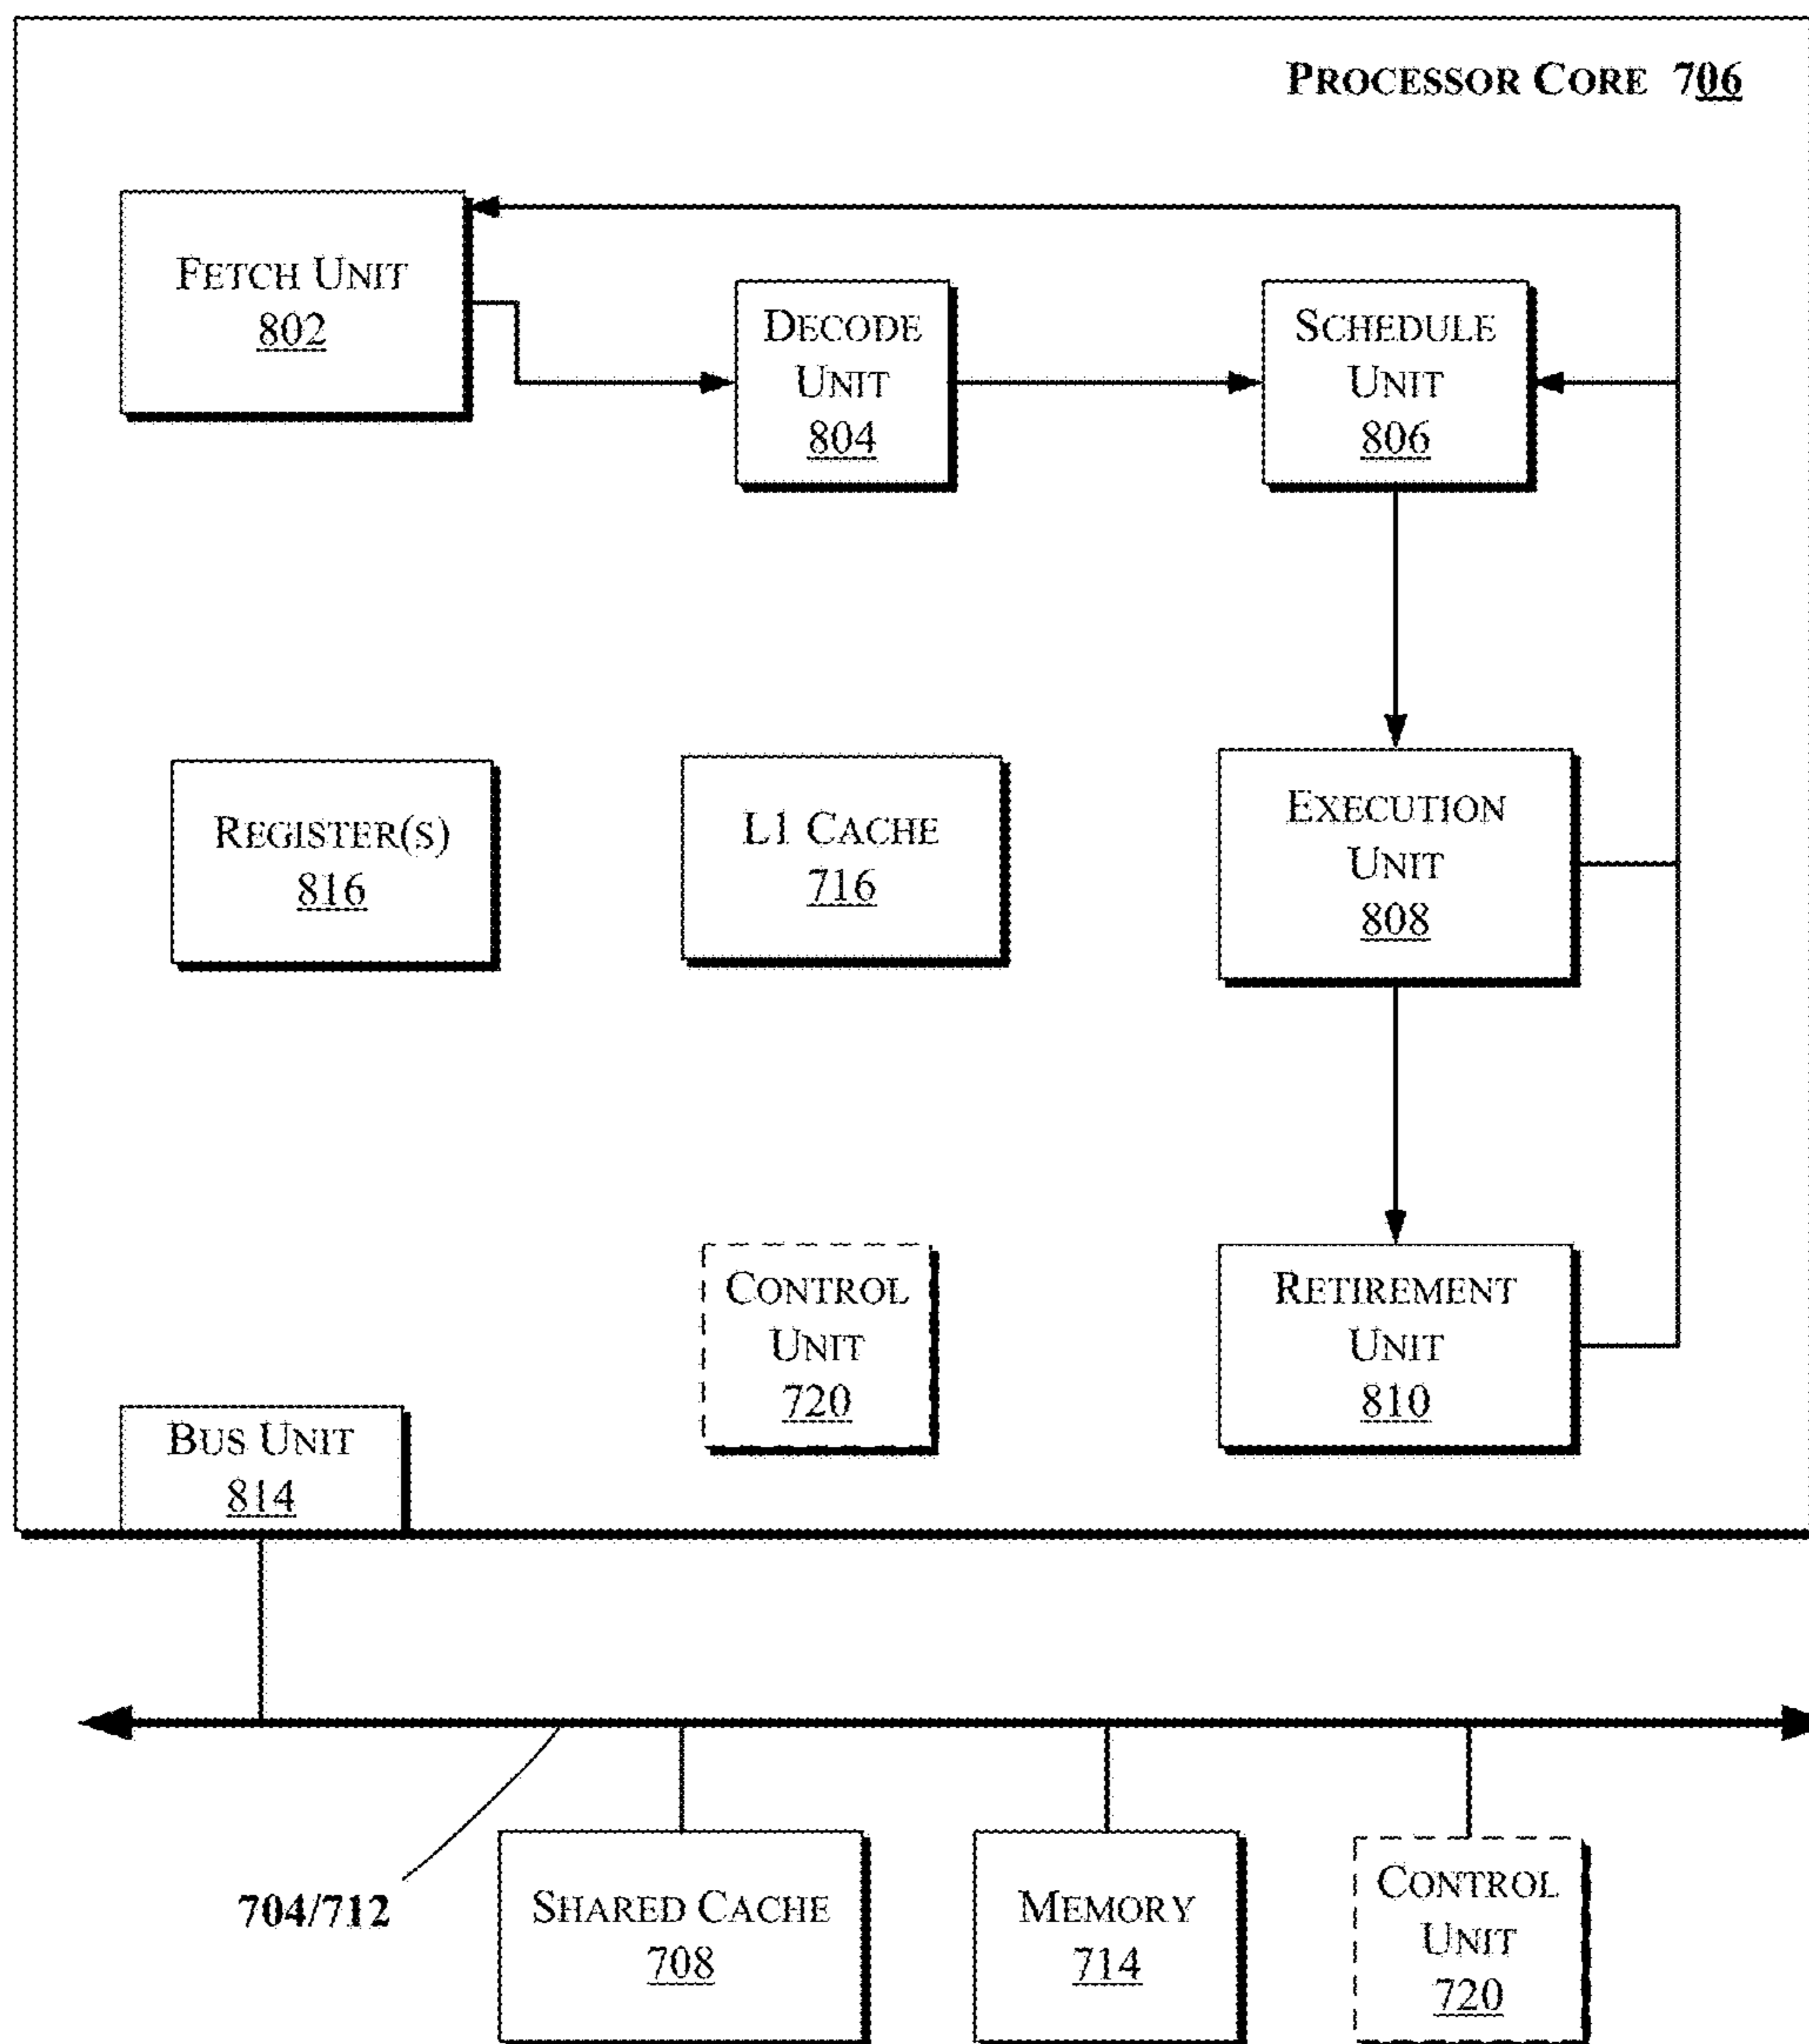 PROCESSOR CORE 706
FETCH UNIT
802
DECODE
UNIT
804
SCHEDULE
UNIT
806
REGISTER(S)
816
L1 CACHE
716
EXECUTION
UNIT
808
CONTROL
UNIT
720
RETIREMENT
UNIT
810
BUS UNIT
814
704/712
SHARED CACHE
708
MEMORY
714
CONTROL
UNIT
720